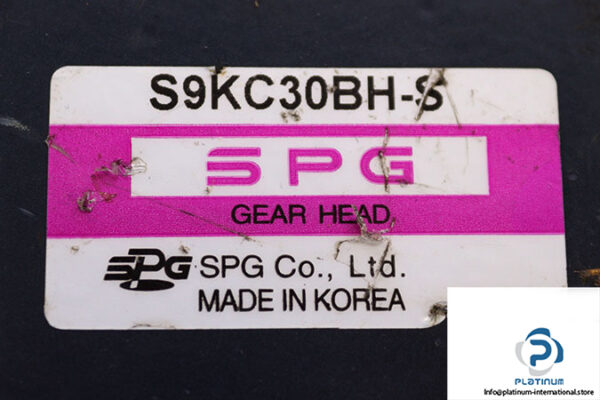 S9KC30BH-S
SPG
GEAR HEAD
SPG SPG Co., Ltd.
MADE IN KOREA
PLATINUM
Info@platinum-international.store